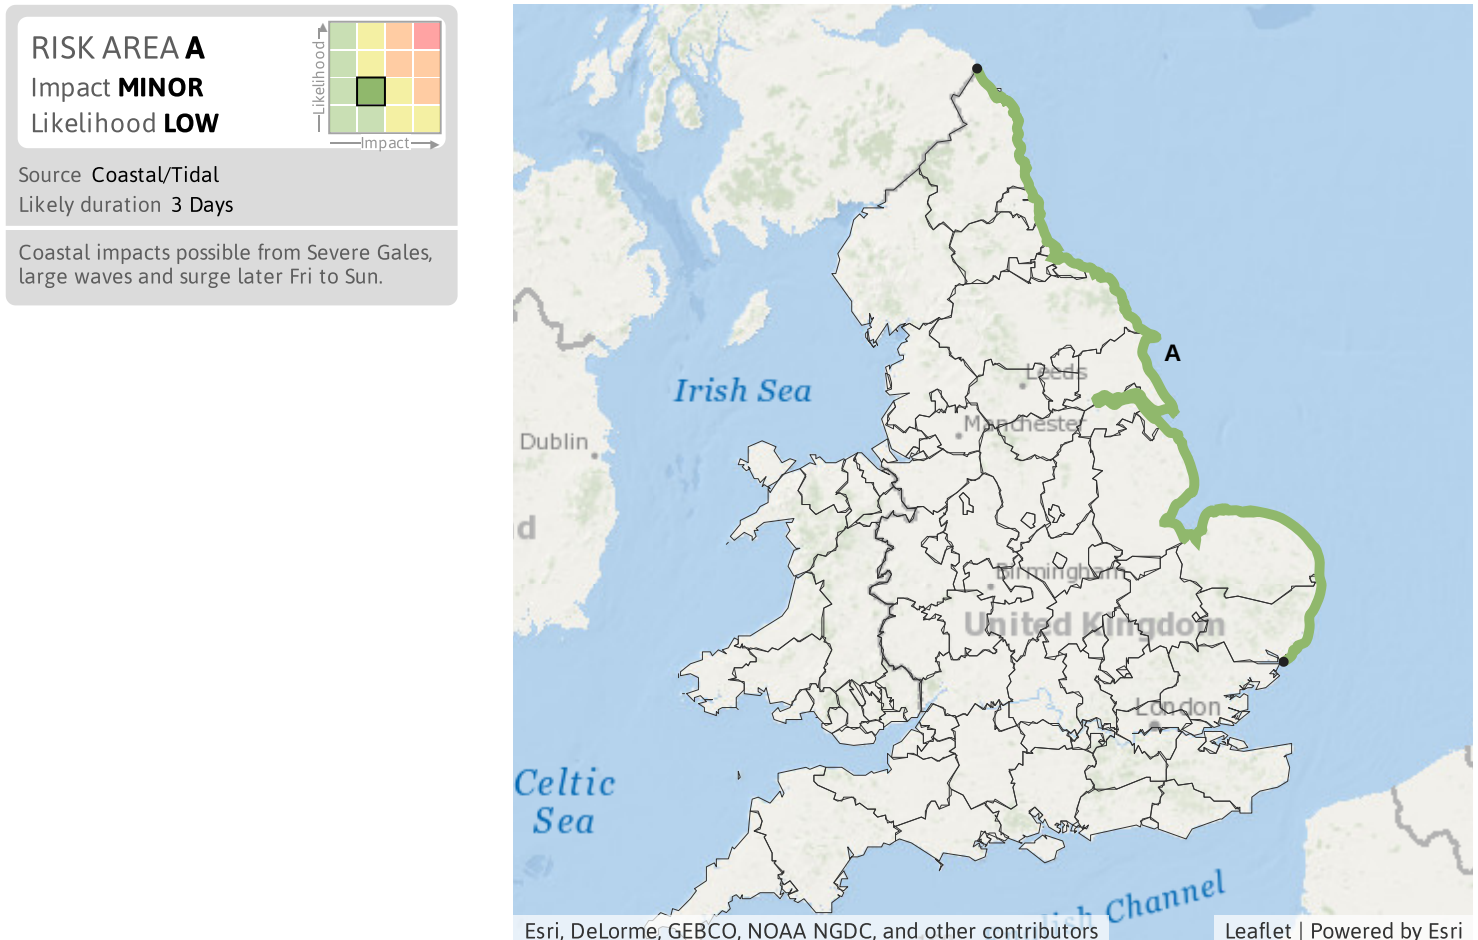 RISK AREA A
Impact MINOR
Likelihood LOW
Likelihood
Impact
Source Coastal/Tidal
Likely duration 3 Days
Coastal impacts possible from Severe Gales,
large waves and surge later Fri to Sun.
A
Leeds
Irish Sea
Manchester
Dublin
d
Birmingham
United Kingdom
London
Celtic
Sea
lish Channel
Esri, DeLorme, GEBCO, NOAA NGDC, and other contributors
Leaflet | Powered by Esri